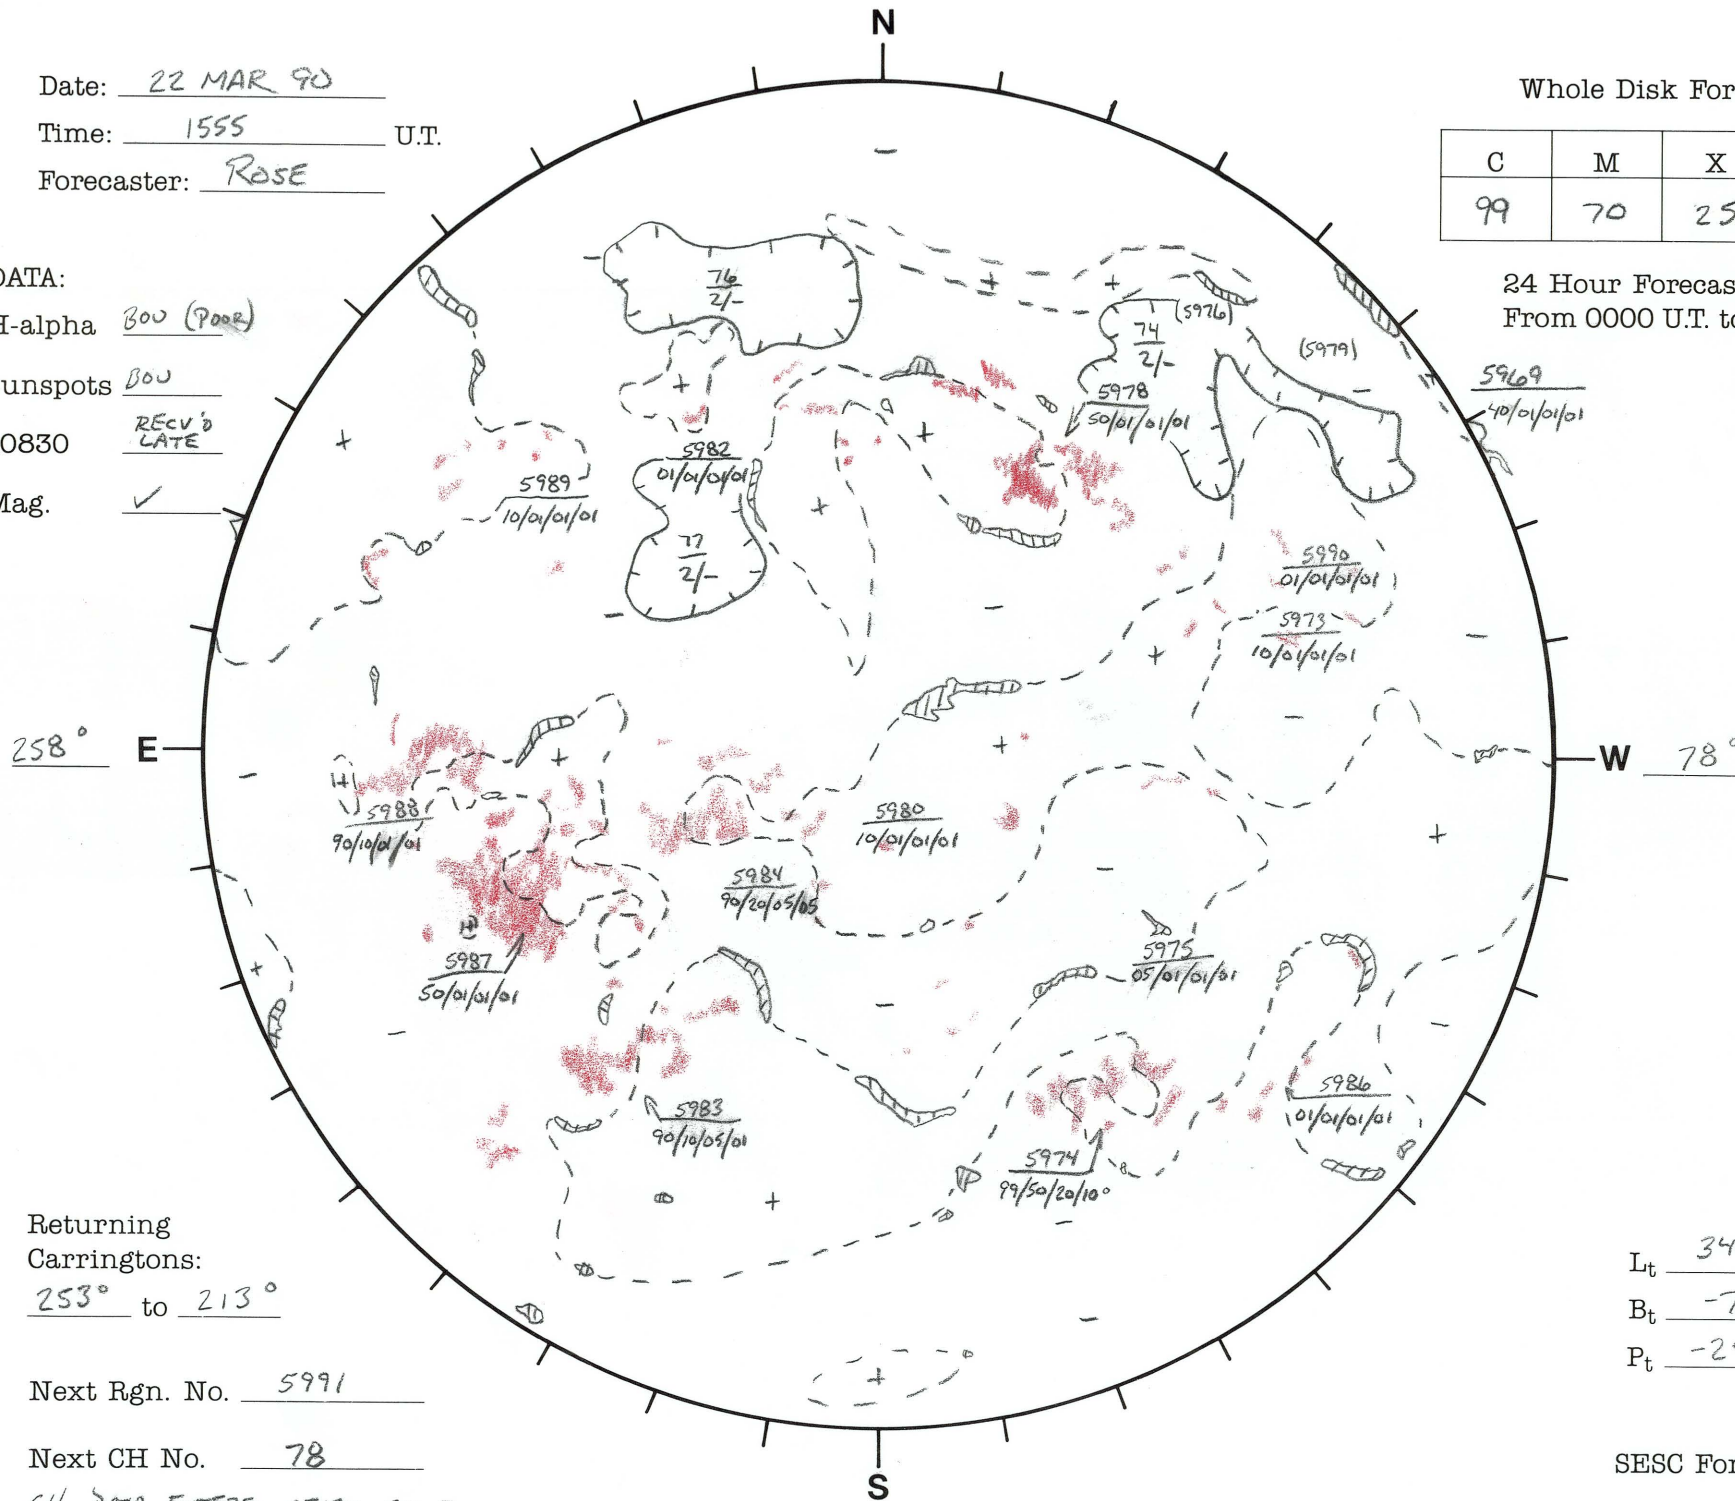 N
Date: 22 MAR 90
Time: 1555 U.T.
Forecaster: ROSE
DATA:
H-alpha BOU (POOR)
unspots BOU
0830 RECV'D LATE
Mag. ✓
Whole Disk For
C M X
99 70 25
24 Hour Forecas
From 0000 U.T. to
76
2/-
(5976)
74
2/-
(5979)
5969
40/01/01/01
5978
50/01/01/01
5982
01/01/01/01
5989
10/01/01/01
77
2/-
5990
01/01/01/01
5973
10/01/01/01
258° E
W 78°
H
5988
90/10/01/01
5980
10/01/01/01
5984
90/20/05/05
H
5987
50/01/01/01
5975
05/01/01/01
5983
90/10/05/01
5986
01/01/01/01
5974
99/50/20/10
Returning
Carringtons:
253° to 213°
Next Rgn. No. 5991
Next CH No. 78
Lt 34
Bt -7
Pt -2
S
SESC For